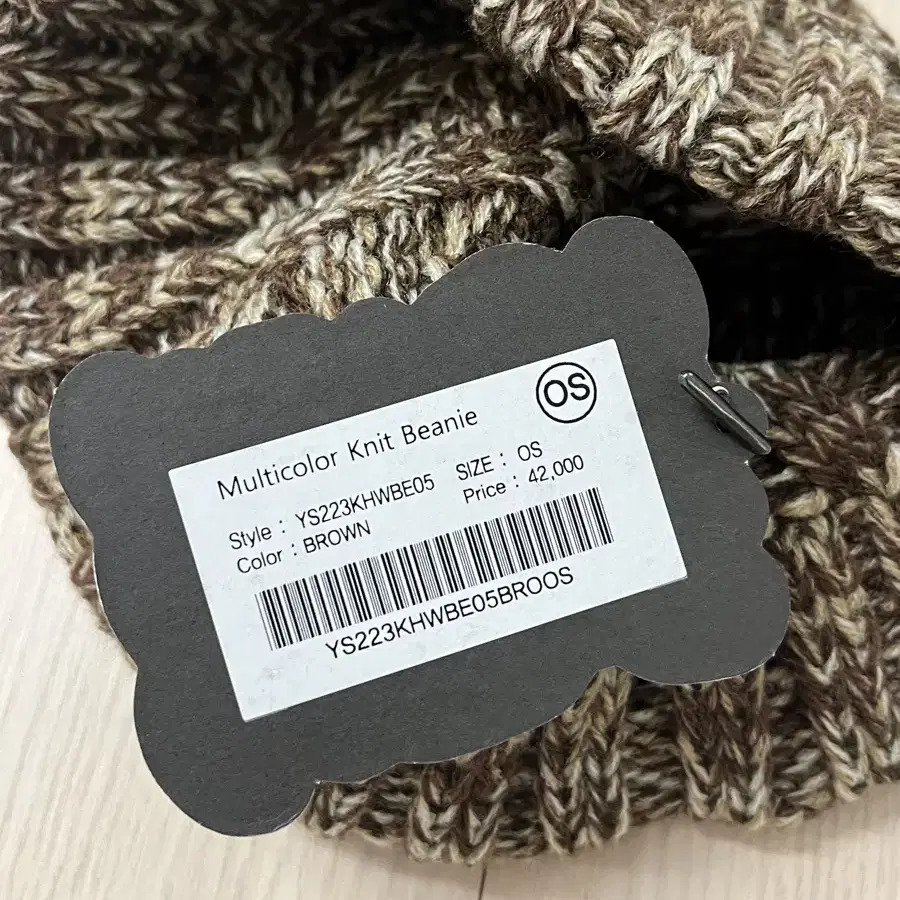 OS
Multicolor Knit Beanie
Style : YS223KHWBE05 SIZE : OS
Color : BROWN Price : 42,000
YS223KHWBE05BROOS